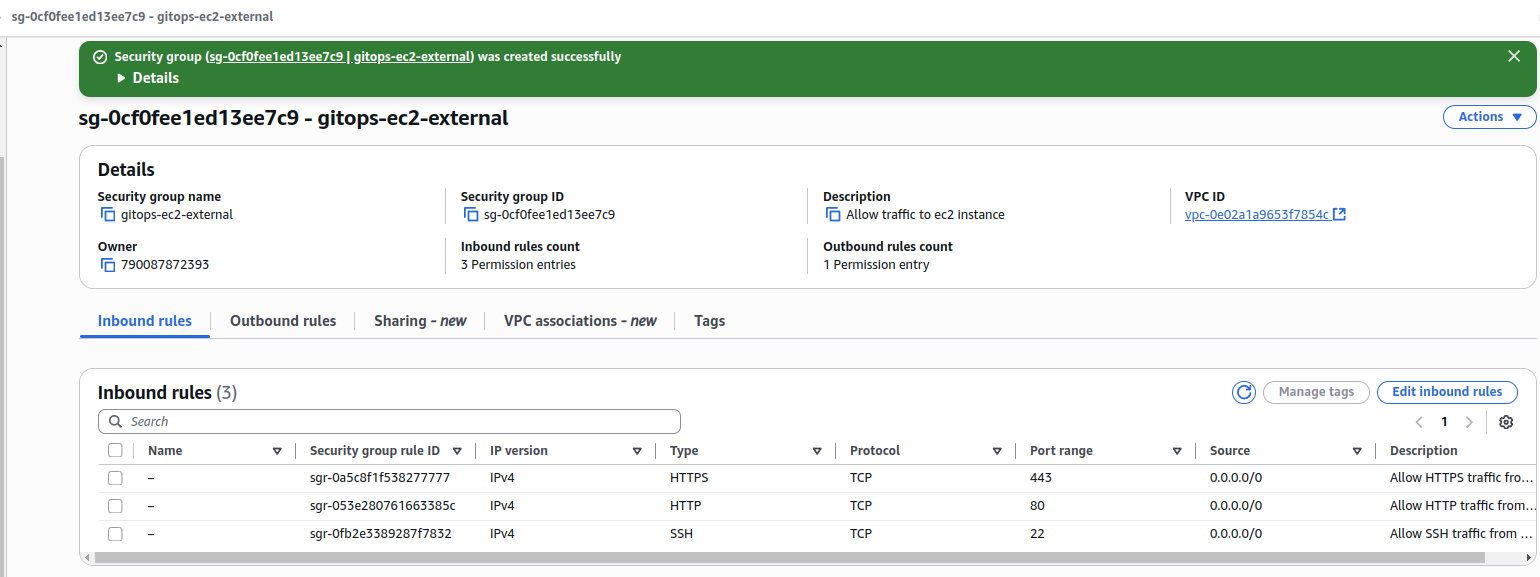 sg-0cf0fee1ed13ee7c9 - gitops-ec2-external
Security group (sg-0cf0fee1ed13ee7c9 | gitops-ec2-external) was created successfully
Details
sg-0cf0fee1ed13ee7c9 - gitops-ec2-external
Actions
Details
Security group name
gitops-ec2-external
Security group ID
sg-0cf0fee1ed13ee7c9
Description
Allow traffic to ec2 instance
VPC ID
vpc-0e02a1a9653f7854c
Owner
790087872393
Inbound rules count
3 Permission entries
Outbound rules count
1 Permission entry
Inbound rules Outbound rules Sharing - new VPC associations - new Tags
Inbound rules (3)
Manage tags
Edit inbound rules
Search
1
Name Security group rule ID IP version Type Protocol Port range Source Description
– sgr-0a5c8f1f538277777 IPv4 HTTPS TCP 443 0.0.0.0/0 Allow HTTPS traffic fro...
– sgr-053e280761663385c IPv4 HTTP TCP 80 0.0.0.0/0 Allow HTTP traffic from...
– sgr-0fb2e3389287f7832 IPv4 SSH TCP 22 0.0.0.0/0 Allow SSH traffic from ...